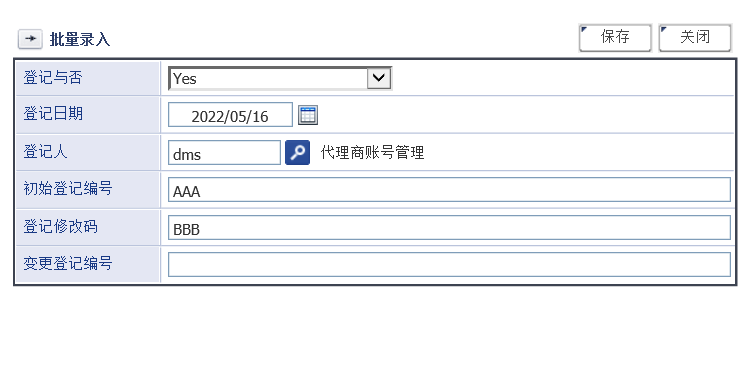 批量录入 保存 关闭
登记与否 Yes
登记日期 2022/05/16
登记人 dms 代理商账号管理
初始登记编号 AAA
登记修改码 BBB
变更登记编号